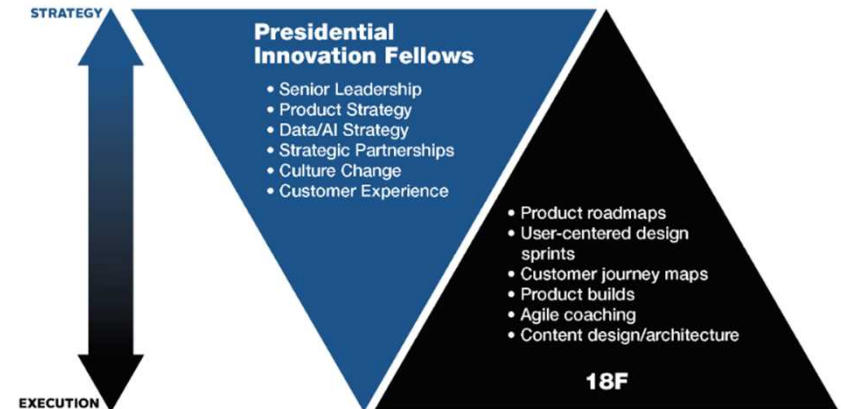 STRATEGY
Presidential
Innovation Fellows
• Senior Leadership
• Product Strategy
• Data/AI Strategy
• Strategic Partnerships
• Culture Change
• Customer Experience
• Product roadmaps
• User-centered design
sprints
• Customer journey maps
• Product builds
• Agile coaching
• Content design/architecture
18F
EXECUTION